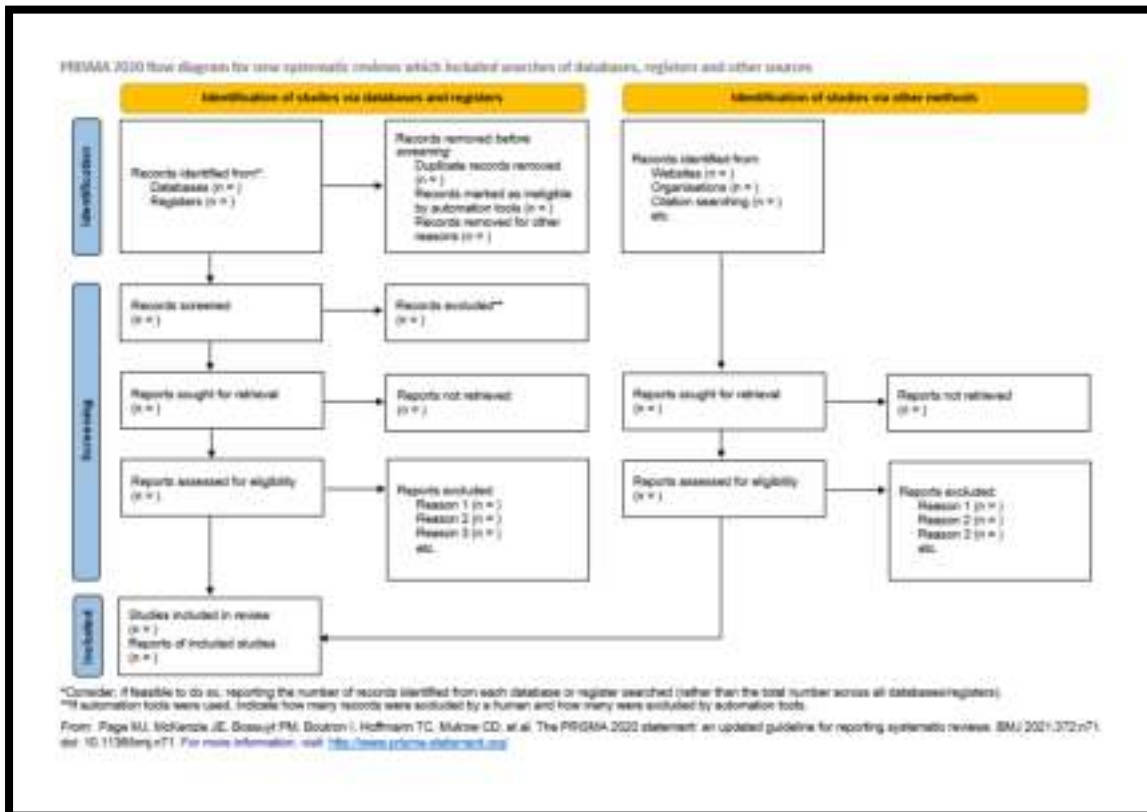 PRISMA 2020 flow diagram for new systematic reviews which included searches of databases, registers and other sources
Identification of studies via databases and registers
Identification of studies via other methods
Identification
Records identified from*:
Databases (n = )
Registers (n = )
Records removed before
screening:
Duplicate records removed
(n = )
Records marked as ineligible
by automation tools (n = )
Records removed for other
reasons (n = )
Records identified from:
Websites (n = )
Organisations (n = )
Citation searching (n = )
etc.
Screening
Records screened
(n = )
Records excluded**
(n = )
Reports sought for retrieval
(n = )
Reports not retrieved
(n = )
Reports sought for retrieval
(n = )
Reports not retrieved
(n = )
Reports assessed for eligibility
(n = )
Reports excluded:
Reason 1 (n = )
Reason 2 (n = )
Reason 3 (n = )
etc.
Reports assessed for eligibility
(n = )
Reports excluded:
Reason 1 (n = )
Reason 2 (n = )
Reason 3 (n = )
etc.
Included
Studies included in review
(n = )
Reports of included studies
(n = )
*Consider, if feasible to do so, reporting the number of records identified from each database or register searched (rather than the total number across all databases/registers).
**If automation tools were used, indicate how many records were excluded by a human and how many were excluded by automation tools.
From: Page MJ, McKenzie JE, Bossuyt PM, Boutron I, Hoffmann TC, Mulrow CD, et al. The PRISMA 2020 statement: an updated guideline for reporting systematic reviews. BMJ 2021;372:n71.
doi: 10.1136/bmj.n71. For more information, visit: http://www.prisma-statement.org/